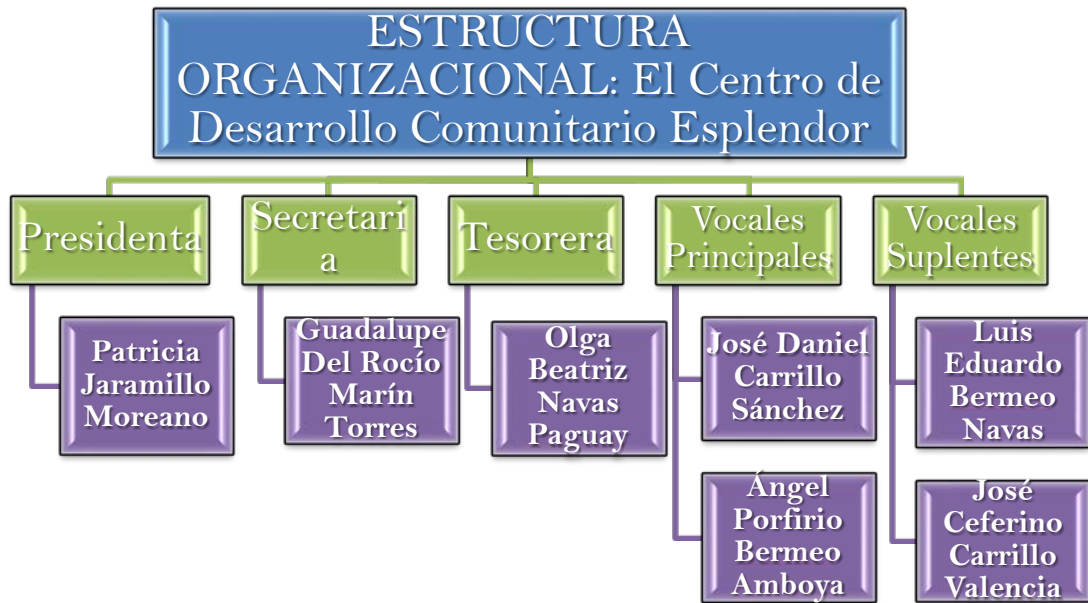 ESTRUCTURA
ORGANIZACIONAL: El Centro de
Desarrollo Comunitario Esplendor
Presidenta
Secretari
a
Tesorera
Vocales
Principales
Vocales
Suplentes
Patricia
Jaramillo
Moreano
Guadalupe
Del Rocío
Marín
Torres
Olga
Beatriz
Navas
Paguay
José Daniel
Carrillo
Sánchez
Ángel
Porfirio
Bermeo
Amboya
Luis
Eduardo
Bermeo
Navas
José
Ceferino
Carrillo
Valencia